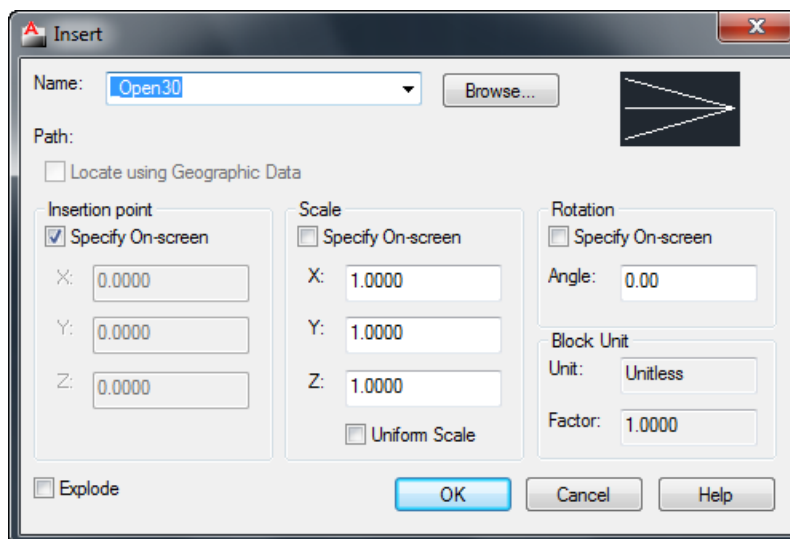 Insert
Name: _Open30 Browse...
Path:
Locate using Geographic Data
Insertion point
Specify On-screen
X: 0.0000
Y: 0.0000
Z: 0.0000
Scale
Specify On-screen
X: 1.0000
Y: 1.0000
Z: 1.0000
Uniform Scale
Rotation
Specify On-screen
Angle: 0.00
Block Unit
Unit: Unitless
Factor: 1.0000
Explode
OK Cancel Help